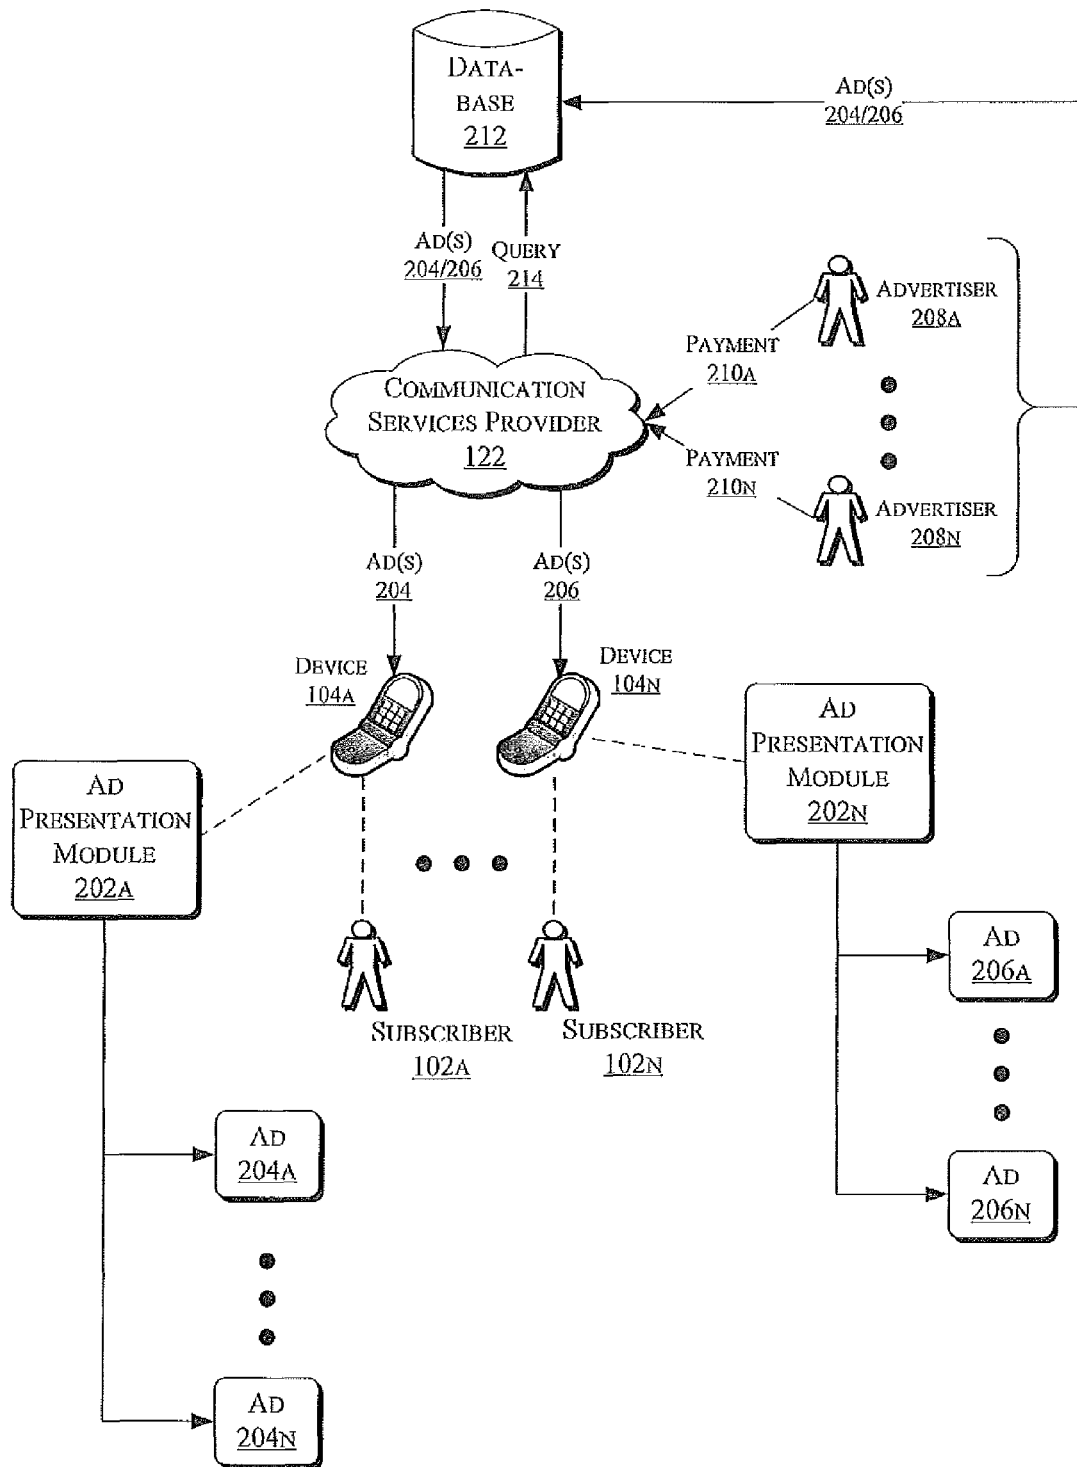 DATA-
BASE
212
AD(S)
204/206
AD(S)
204/206
QUERY
214
ADVERTISER
208A
PAYMENT
210A
COMMUNICATION
SERVICES PROVIDER
122
PAYMENT
210N
ADVERTISER
208N
AD(S)
204
AD(S)
206
DEVICE
104A
DEVICE
104N
AD
PRESENTATION
MODULE
202N
AD
PRESENTATION
MODULE
202A
SUBSCRIBER
102A
SUBSCRIBER
102N
AD
206A
AD
204A
AD
206N
AD
204N